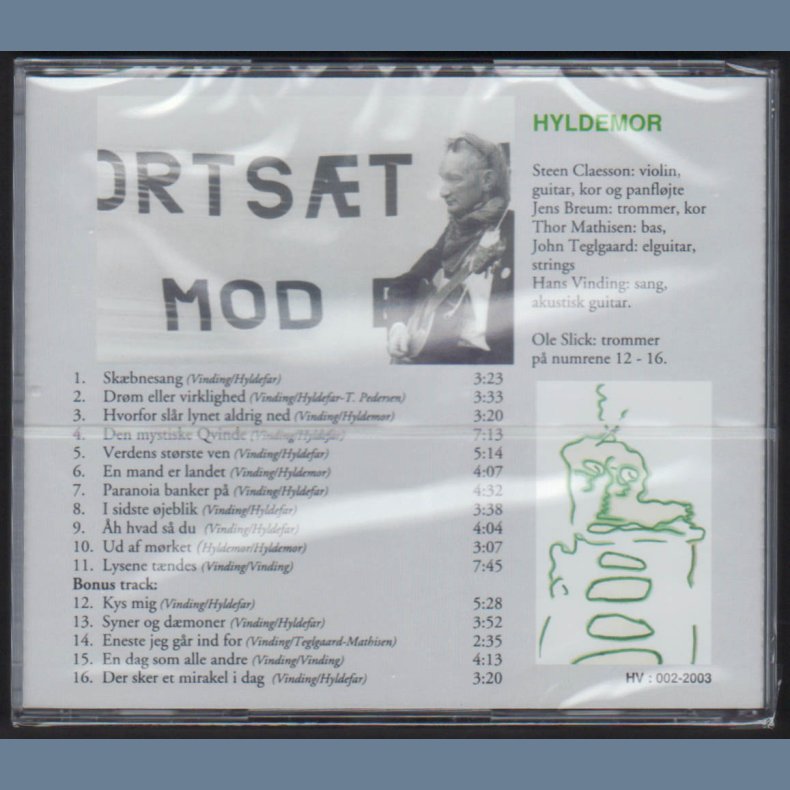 ORTSÆT
MOD
HYLDEMOR
Steen Claesson: violin,
guitar, kor og panfløjte
Jens Breum: trommer, kor
Thor Mathisen: bas,
John Teglgaard: elguitar,
strings
Hans Vinding: sang,
akustisk guitar.
Ole Slick: trommer
på numrene 12 - 16.
1. Skæbnesang (Vinding/Hyldefar) 3:23
2. Drøm eller virklighed (Vinding/Hyldefar-T. Pedersen) 3:33
3. Hvorfor slår lynet aldrig ned (Vinding/Hyldemor) 3:20
4. Den mystiske Qvinde (Vinding/Hyldefar) 7:13
5. Verdens største ven (Vinding/Hyldefar) 5:14
6. En mand er landet (Vinding/Hyldemor) 4:07
7. Paranoia banker på (Vinding/Hyldefar) 4:32
8. I sidste øjeblik (Vinding/Hyldefar) 3:38
9. Åh hvad så du (Vinding/Hyldefar) 4:04
10. Ud af mørket (Hyldemor/Hyldemor) 3:07
11. Lysene tændes (Vinding/Vinding) 7:45
Bonus track:
12. Kys mig (Vinding/Hyldefar) 5:28
13. Syner og dæmoner (Vinding/Hyldefar) 3:52
14. Eneste jeg går ind for (Vinding/Teglgaard-Mathisen) 2:35
15. En dag som alle andre (Vinding/Vinding) 4:13
16. Der sker et mirakel i dag (Vinding/Hyldefar) 3:20
HV : 002-2003